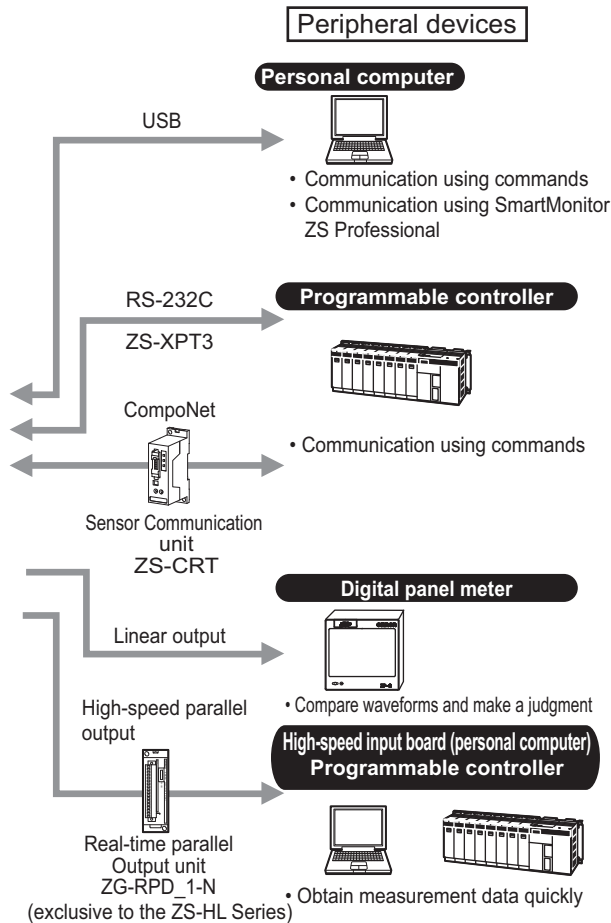 Peripheral devices
Personal computer
USB
• Communication using commands
• Communication using SmartMonitor
ZS Professional
RS-232C
Programmable controller
ZS-XPT3
CompoNet
• Communication using commands
Sensor Communication
unit
ZS-CRT
Digital panel meter
Linear output
• Compare waveforms and make a judgment
High-speed parallel
output
High-speed input board (personal computer)
Programmable controller
Real-time parallel
Output unit
ZG-RPD_1-N
(exclusive to the ZS-HL Series)
• Obtain measurement data quickly